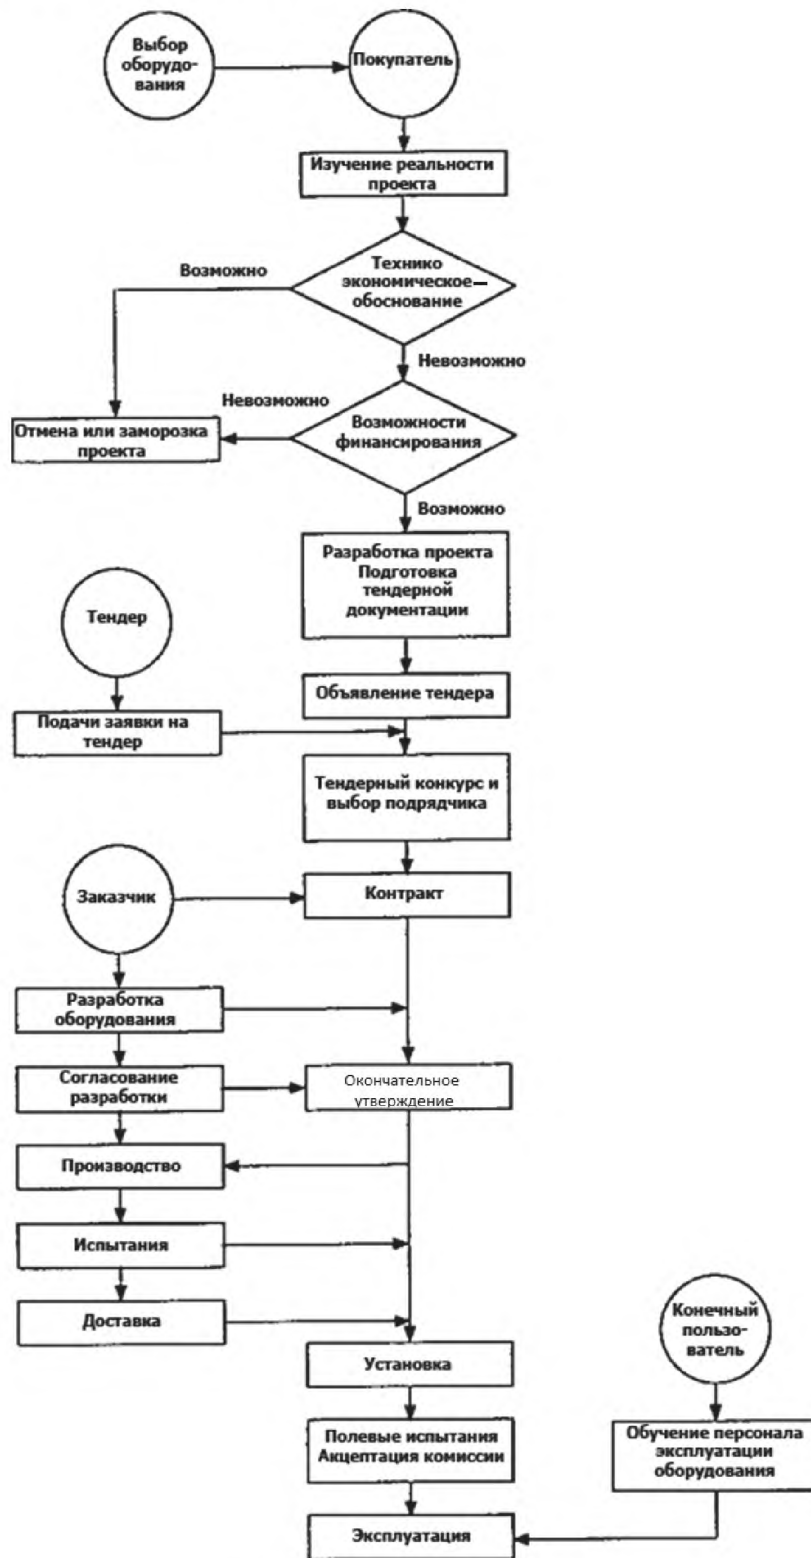 Выбор
оборудо-
вания
Покупатель
Изучение реальности
проекта
Технико
экономическое—
обоснование
Возможно
Невозможно
Невозможно
Отмена или заморозка
проекта
Возможности
финансирования
Возможно
Разработка проекта
Подготовка
тендерной
документации
Тендер
Объявление тендера
Подачи заявки на
тендер
Тендерный конкурс и
выбор подрядчика
Заказчик
Контракт
Разработка
оборудования
Согласование
разработки
Окончательное
утверждение
Производство
Испытания
Доставка
Конечный
пользо-
ватель
Установка
Полевые испытания
Акцептация комиссии
Обучение персонала
эксплуатации
оборудования
Эксплуатация